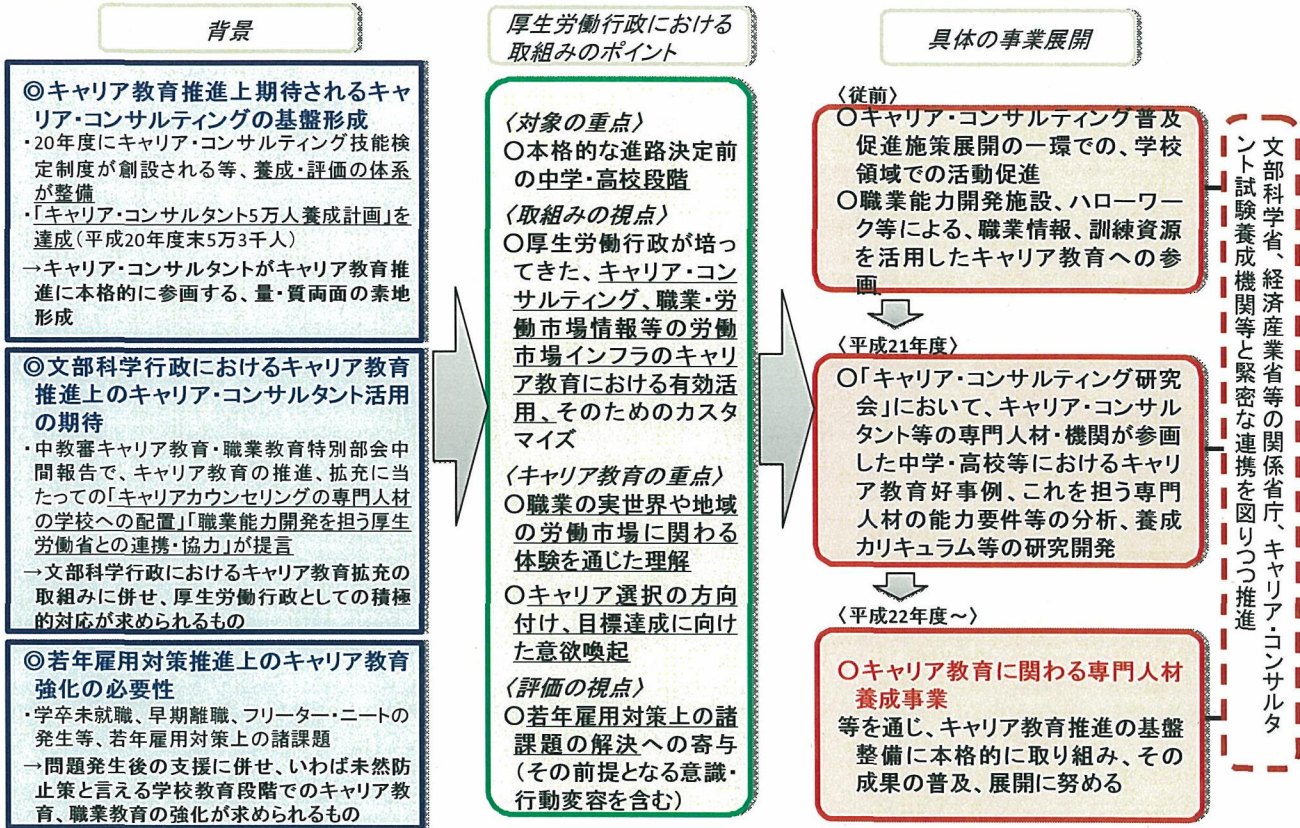 背景
◎キャリア教育推進上期待されるキャ
リア・コンサルティングの基盤形成
・20年度にキャリア・コンサルティング技能検
定制度が創設される等、養成・評価の体系
が整備
・「キャリア・コンサルタント5万人養成計画」を
達成(平成20年度末5万3千人)
→キャリア・コンサルタントがキャリア教育推
進に本格的に参画する、量・質両面の素地
形成
◎文部科学行政におけるキャリア教育
推進上のキャリア・コンサルタント活用
の期待
・中教審キャリア教育・職業教育特別部会中
間報告で、キャリア教育の推進、拡充に当
たっての「キャリアカウンセリングの専門人材
の学校への配置」「職業能力開発を担う厚生
労働省との連携・協力」が提言
→文部科学行政におけるキャリア教育拡充の
取組みに併せ、厚生労働行政としての積極
的対応が求められるもの
◎若年雇用対策推進上のキャリア教育
強化の必要性
・学卒未就職、早期離職、フリーター・ニートの
発生等、若年雇用対策上の諸課題
→問題発生後の支援に併せ、いわば未然防
止策と言える学校教育段階でのキャリア教
育、職業教育の強化が求められるもの
厚生労働行政における
取組みのポイント
〈対象の重点〉
○本格的な進路決定前
の中学・高校段階
〈取組みの視点〉
○厚生労働行政が培っ
てきた、キャリア・コン
サルティング、職業・労
働市場情報等の労働
市場インフラのキャリ
ア教育における有効活
用、そのためのカスタ
マイズ
〈キャリア教育の重点〉
○職業の実世界や地域
の労働市場に関わる
体験を通じた理解
○キャリア選択の方向
付け、目標達成に向け
た意欲喚起
〈評価の視点〉
○若年雇用対策上の諸
課題の解決への寄与
(その前提となる意識・
行動変容を含む)
具体の事業展開
〈従前〉
○キャリア・コンサルティング普及
促進施策展開の一環での、学校
領域での活動促進
○職業能力開発施設、ハローワー
ク等による、職業情報、訓練資源
を活用したキャリア教育への参
画
〈平成21年度〉
○「キャリア・コンサルティング研究
会」において、キャリア・コンサル
タント等の専門人材・機関が参画
した中学・高校等におけるキャリ
ア教育好事例、これを担う専門
人材の能力要件等の分析、養成
カリキュラム等の研究開発
〈平成22年度～〉
○キャリア教育に関わる専門人材
養成事業
等を通じ、キャリア教育推進の基盤
整備に本格的に取り組み、その
成果の普及、展開に努める
文部科学省、経済産業省等の関係省庁、キャリア・コンサルタ
ント試験養成機関等と緊密な連携を図りつつ推進